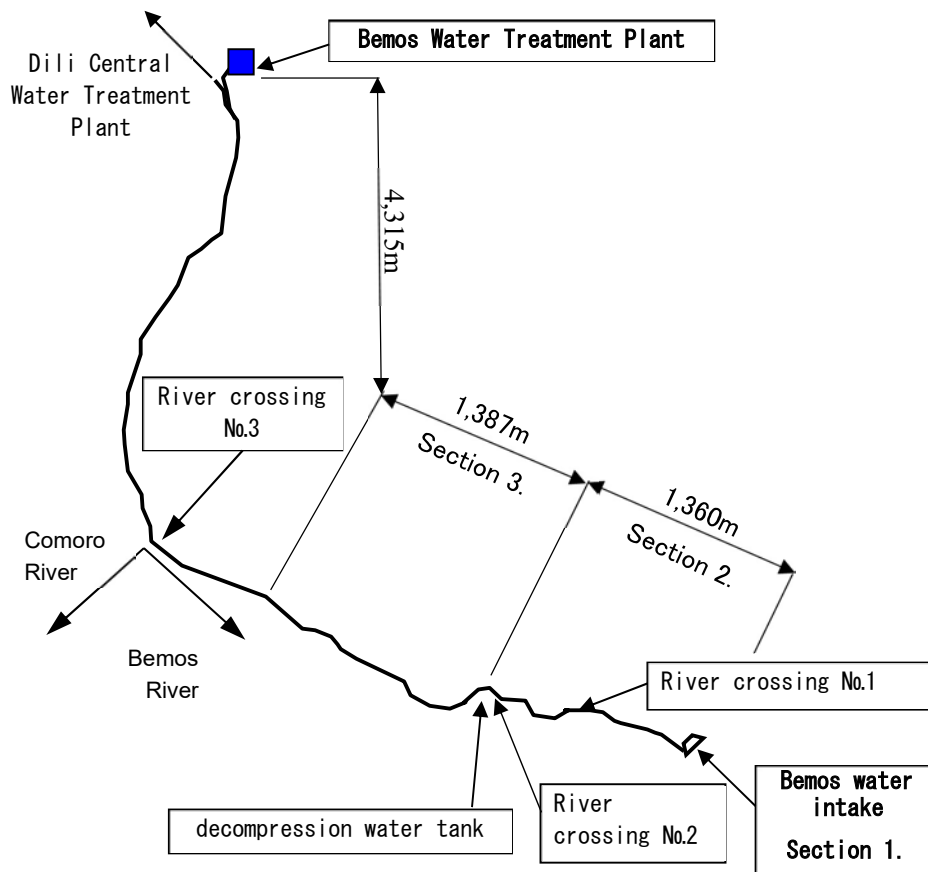 Bemos Water Treatment Plant
Dili Central
Water Treatment
Plant
4,315m
River crossing
No.3
1,387m
Section 3.
1,360m
Section 2.
Comoro
River
Bemos
River
River crossing No.1
decompression water tank
River
crossing No.2
Bemos water
intake
Section 1.